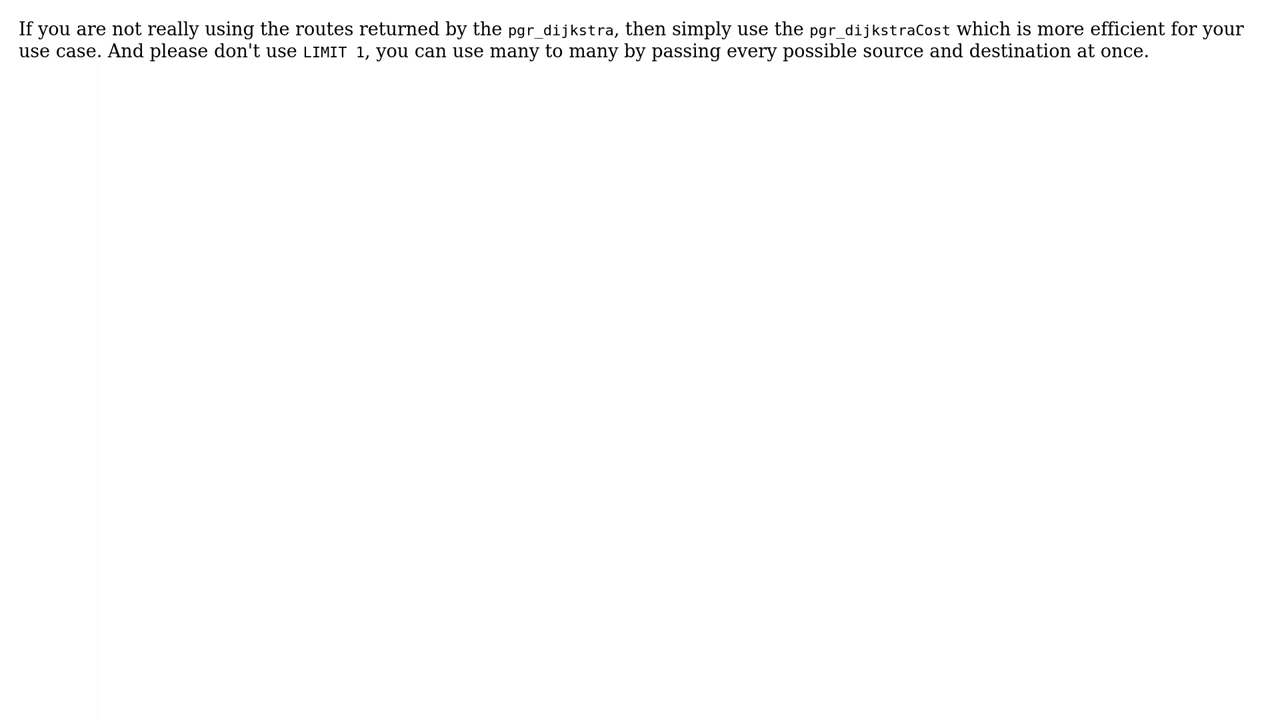 If you are not really using the routes returned by the pgr_dijkstra, then simply use the pgr_dijkstraCost which is more efficient for your
use case. And please don't use LIMIT 1, you can use many to many by passing every possible source and destination at once.